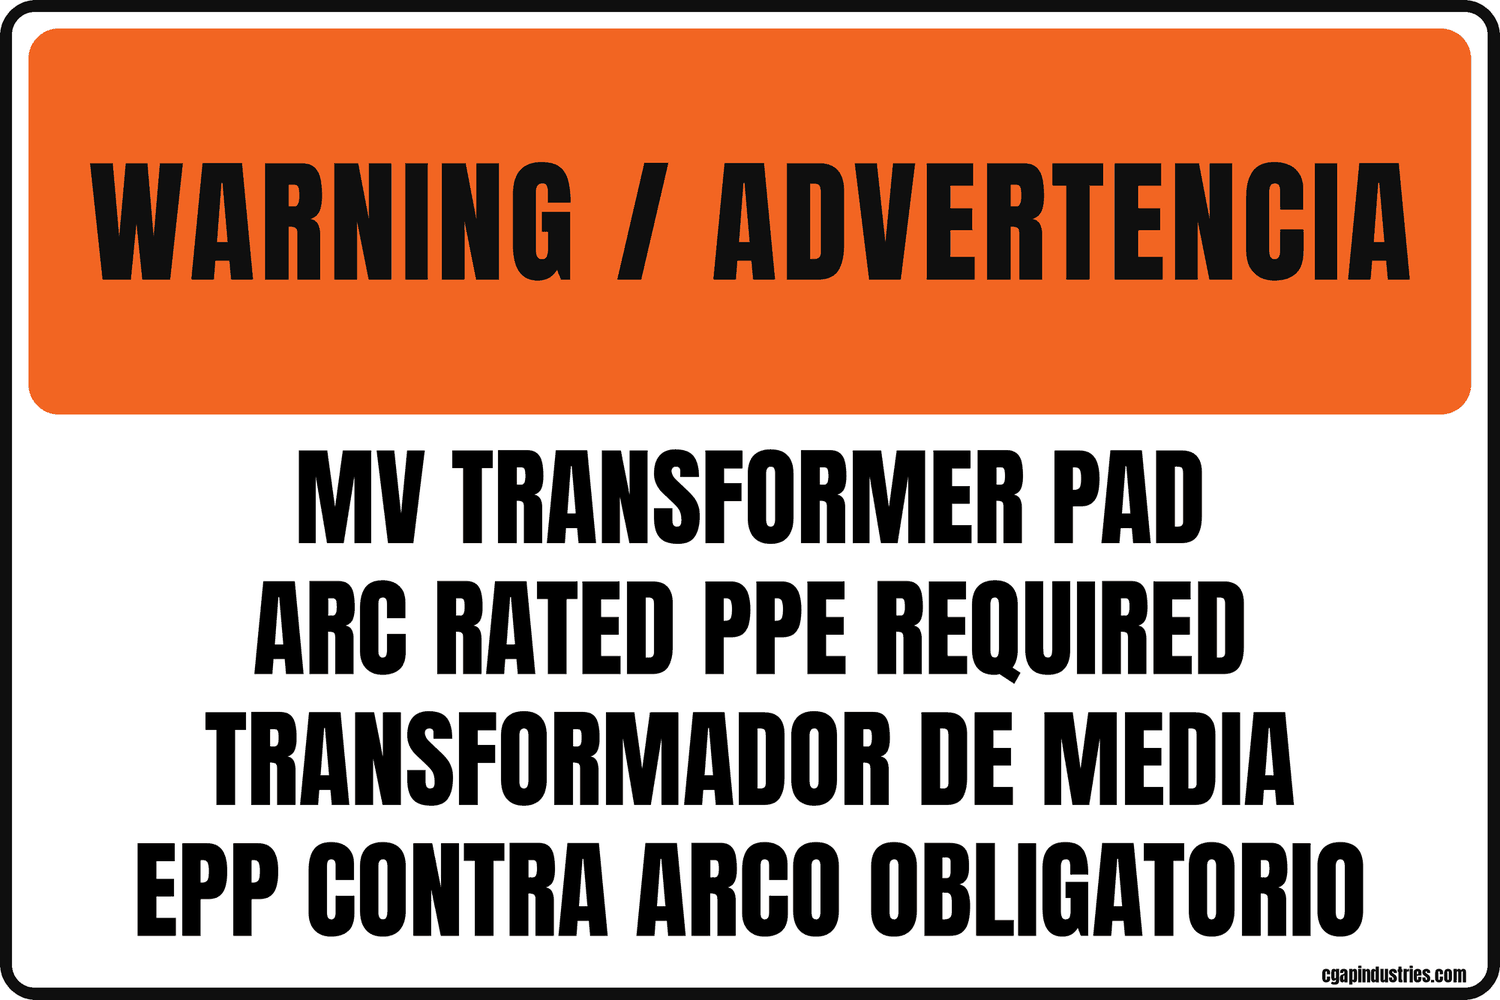 WARNING / ADVERTENCIA
MV TRANSFORMER PAD
ARC RATED PPE REQUIRED
TRANSFORMADOR DE MEDIA
EPP CONTRA ARCO OBLIGATORIO
cgapindustries.com